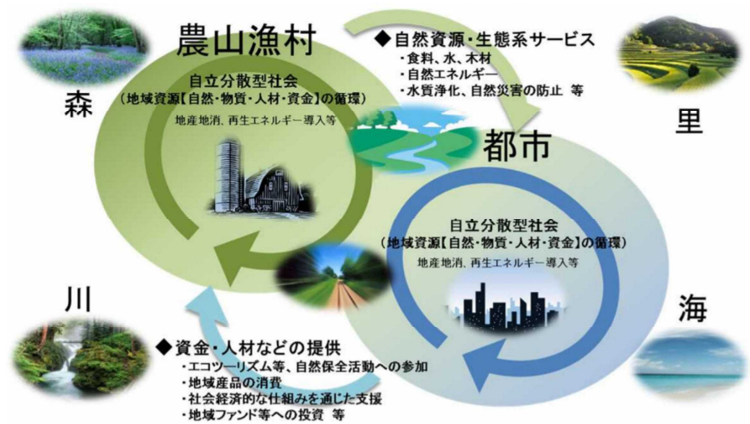 農山漁村
森
自立分散型社会
（地域資源【自然・物質・人材・資金】の循環）
地産地消、再生エネルギー導入等
◆自然資源・生態系サービス
・食料、水、木材
・自然エネルギー
・水質浄化、自然災害の防止 等
里
都市
自立分散型社会
（地域資源【自然・物質・人材・資金】の循環）
地産地消、再生エネルギー導入等
川
◆資金・人材などの提供
・エコツーリズム等、自然保全活動への参加
・地域産品の消費
・社会経済的な仕組みを通じた支援
・地域ファンド等への投資 等
海